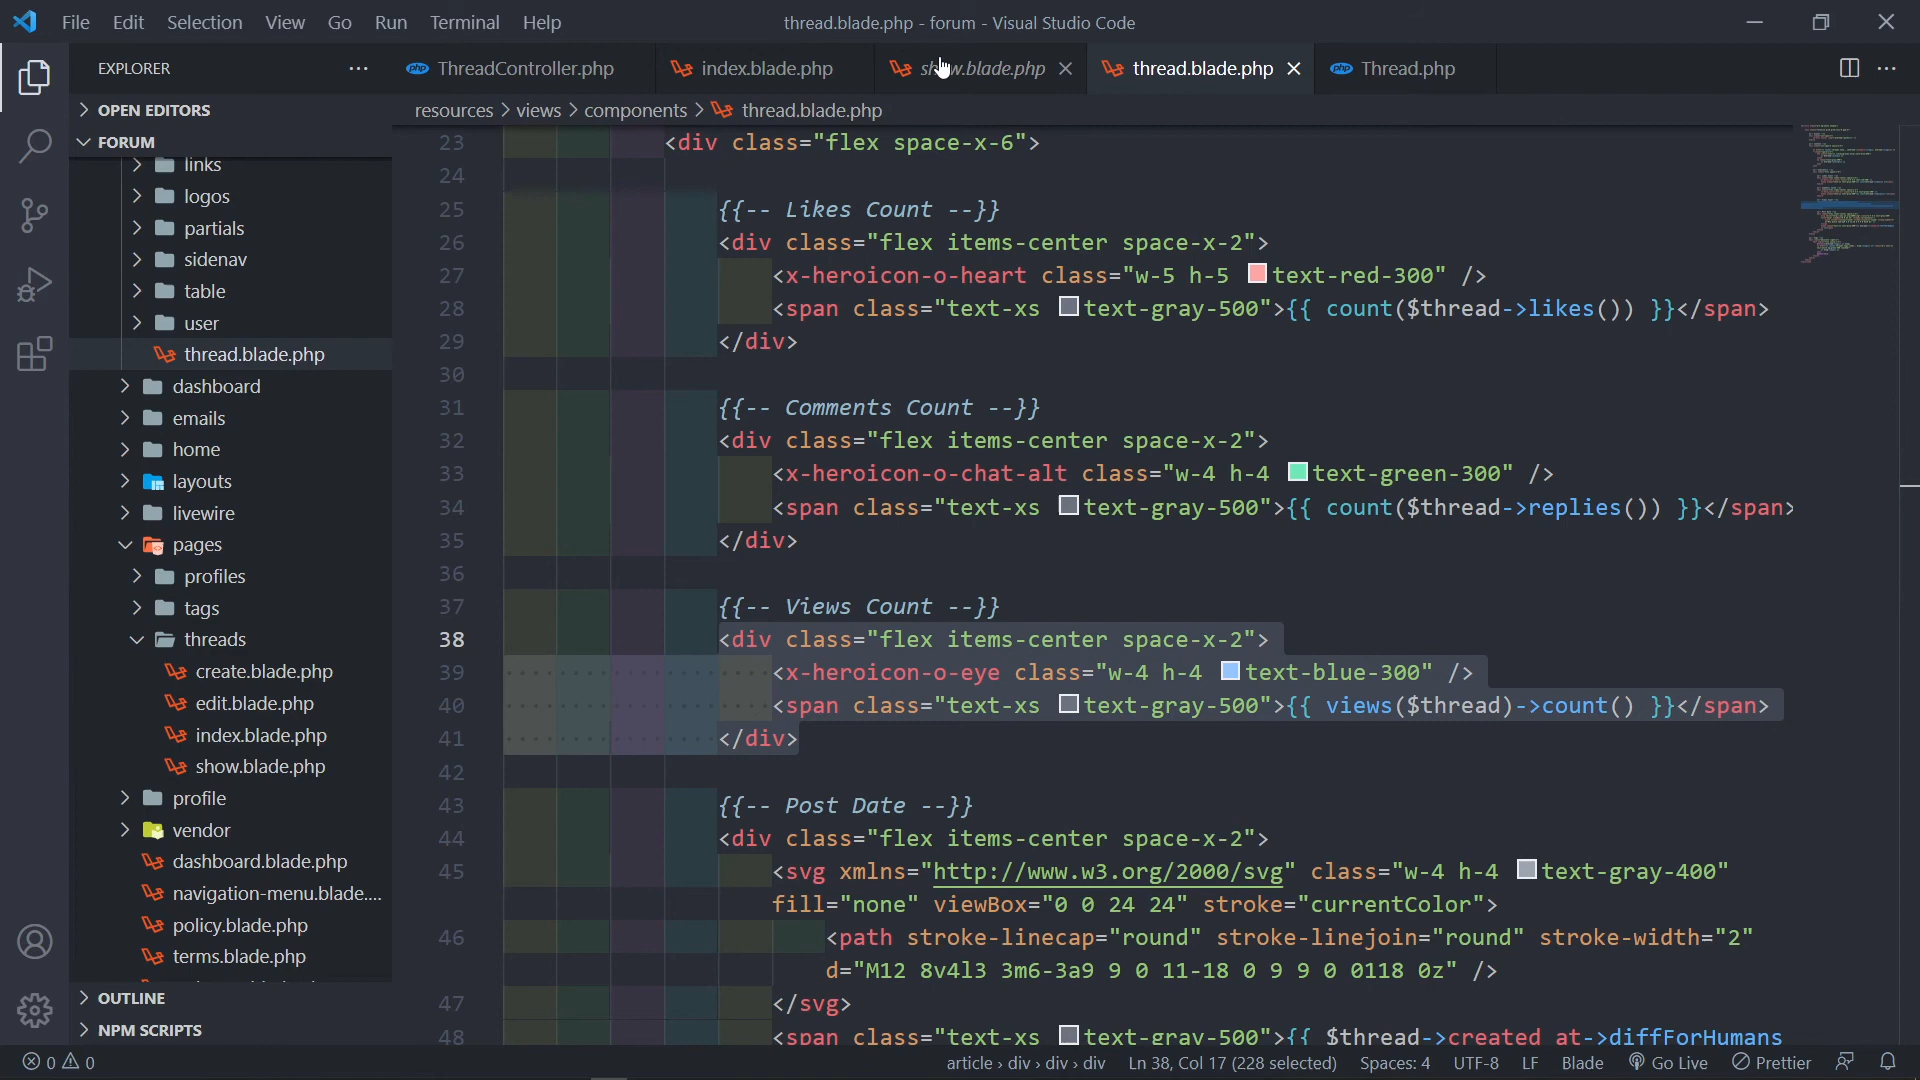 File Edit Selection View Go Run Terminal Help
thread.blade.php - forum - Visual Studio Code
EXPLORER
OPEN EDITORS
FORUM
links
logos
partials
sidenav
table
user
thread.blade.php
dashboard
emails
home
layouts
livewire
pages
profiles
tags
threads
create.blade.php
edit.blade.php
index.blade.php
show.blade.php
profile
vendor
dashboard.blade.php
navigation-menu.blade....
policy.blade.php
terms.blade.php
OUTLINE
NPM SCRIPTS
php ThreadController.php index.blade.php show.blade.php thread.blade.php php Thread.php
resources > views > components > thread.blade.php
23 <div class="flex space-x-6">
24
25 {{-- Likes Count --}}
26 <div class="flex items-center space-x-2">
27 <x-heroicon-o-heart class="w-5 h-5 text-red-300" />
28 <span class="text-xs text-gray-500">{{ count($thread->likes()) }}</span>
29 </div>
30
31 {{-- Comments Count --}}
32 <div class="flex items-center space-x-2">
33 <x-heroicon-o-chat-alt class="w-4 h-4 text-green-300" />
34 <span class="text-xs text-gray-500">{{ count($thread->replies()) }}</span>
35 </div>
36
37 {{-- Views Count --}}
38 <div class="flex items-center space-x-2">
39 <x-heroicon-o-eye class="w-4 h-4 text-blue-300" />
40 <span class="text-xs text-gray-500">{{ views($thread)->count() }}</span>
41 </div>
42
43 {{-- Post Date --}}
44 <div class="flex items-center space-x-2">
45 <svg xmlns="http://www.w3.org/2000/svg" class="w-4 h-4 text-gray-400"
fill="none" viewBox="0 0 24 24" stroke="currentColor">
46 <path stroke-linecap="round" stroke-linejoin="round" stroke-width="2"
d="M12 8v4l3 3m6-3a9 9 0 11-18 0 9 9 0 0118 0z" />
47 </svg>
48 <span class="text-xs text-gray-500">{{ $thread->created_at->diffForHumans
0 0
article › div › div › div Ln 38, Col 17 (228 selected) Spaces: 4 UTF-8 LF Blade Go Live Prettier